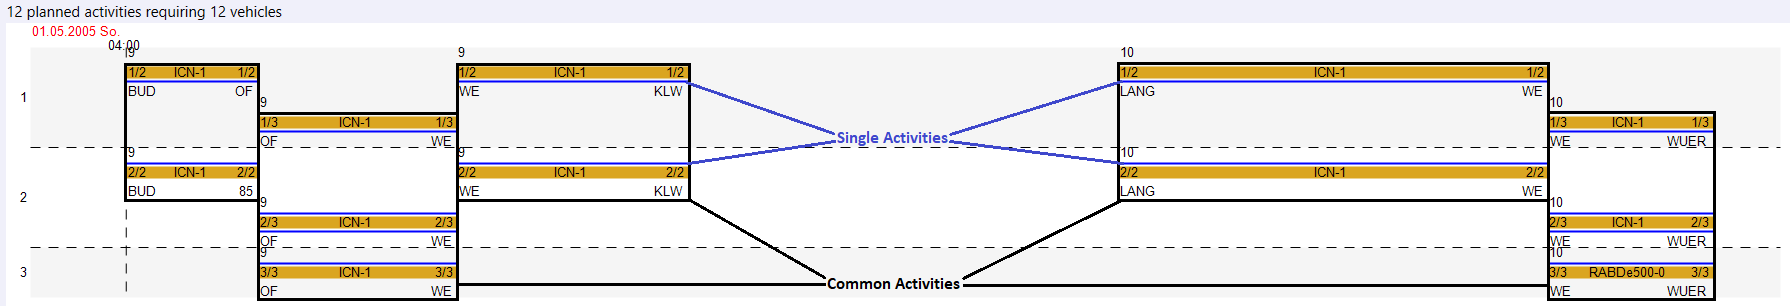 12 planned activities requiring 12 vehicles
01.05.2005 So.
04:00
9 9 10
1/2 ICN-1 1/2 1/2 ICN-1 1/2 1/2 ICN-1 1/2
1 BUD OF WE KLW LANG WE
9 10
1/3 ICN-1 1/3 1/3 ICN-1 1/3
Single Activities
OF WE WE WUER
9 9 10
2/2 ICN-1 2/2 2/2 ICN-1 2/2 2/2 ICN-1 2/2
2 BUD 85 WE KLW LANG WE
9 10
2/3 ICN-1 2/3 2/3 ICN-1 2/3
OF WE WE WUER
9 10
3 3/3 ICN-1 3/3 3/3 RABDe500-0 3/3
Common Activities
OF WE WE WUER